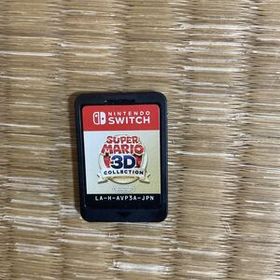 NINTENDO
SWITCH
SUPER
MARIO
3D
COLLECTION
LA-H-AVP3A-JPN